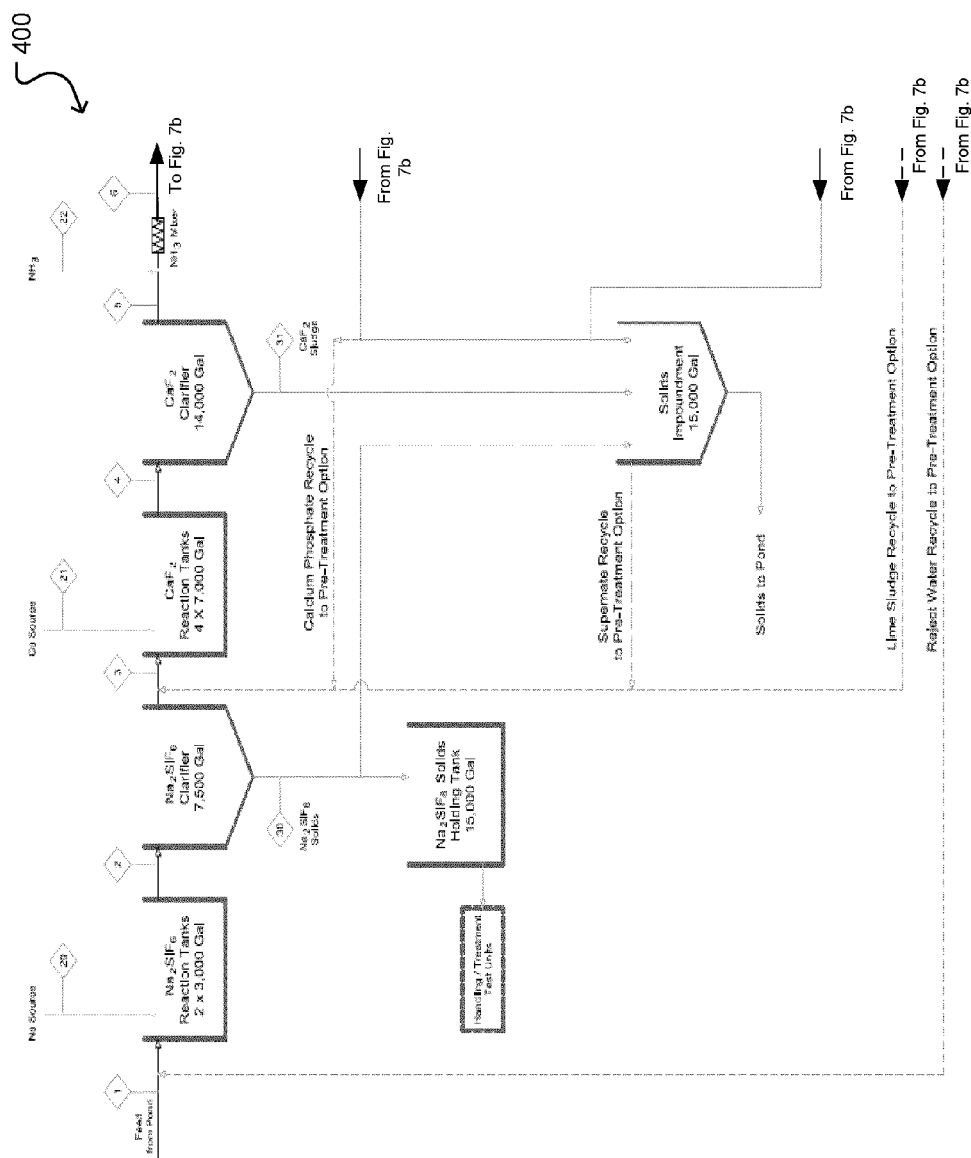 400
Feed
from Pond
1
Na Source
20
Na₂SiF₆
Reaction Tanks
2 x 3,000 Gal
2
Na₂SiF₆
Clarifier
7,500 Gal
3
Ca Source
21
CaF₂
Reaction Tanks
4 X 7,000 Gal
4
CaF₂
Clarifier
14,000 Gal
5
NH₃
22
NH₃ Mixer
6
To Fig. 7b
30
Na₂SiF₆
Solids
31
CaF₂
Sludge
Calcium Phosphate Recycle
to Pre-Treatment Option
From Fig.
7b
Na₂SiF₆ Solids
Holding Tank
15,000 Gal
Handling / Treatment
Test Units
Supernate Recycle
to Pre-Treatment Option
Solids
Impoundment
15,000 Gal
Solids to Pond
From Fig. 7b
Lime Sludge Recycle to Pre-Treatment Option
From Fig. 7b
Reject Water Recycle to Pre-Treatment Option
From Fig. 7b